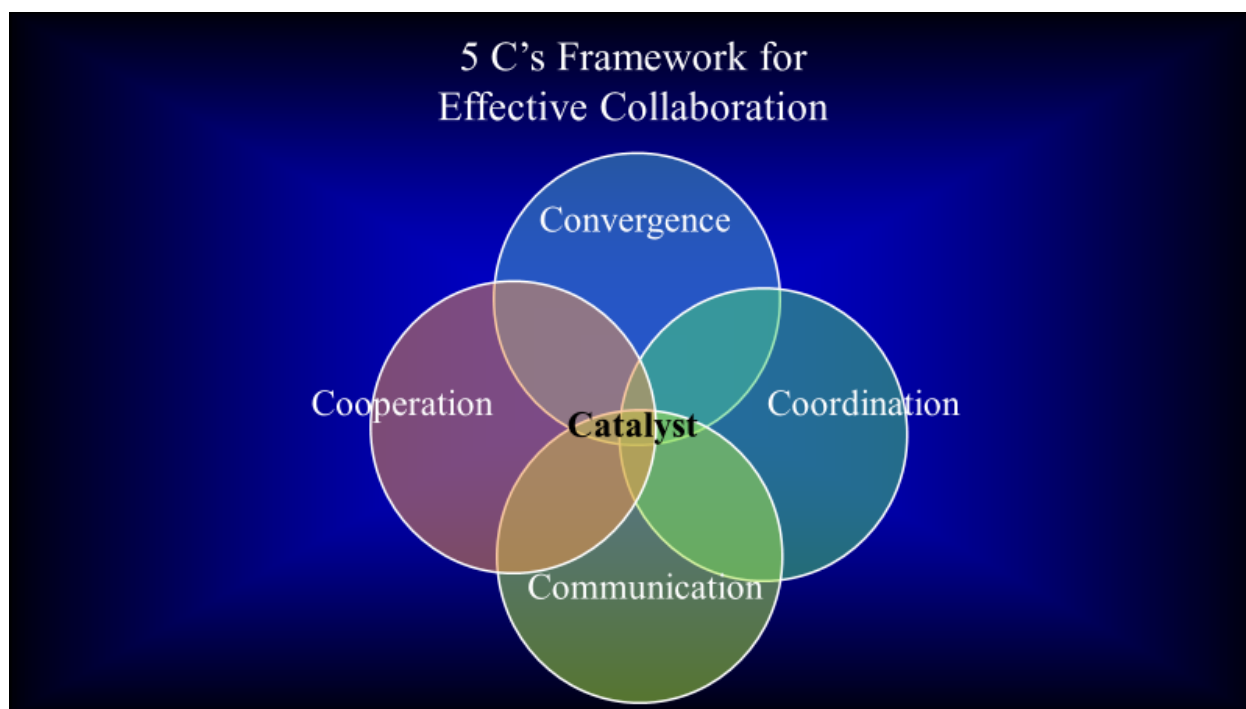 5 C’s Framework for
Effective Collaboration
Convergence
Cooperation
Coordination
Catalyst
Communication